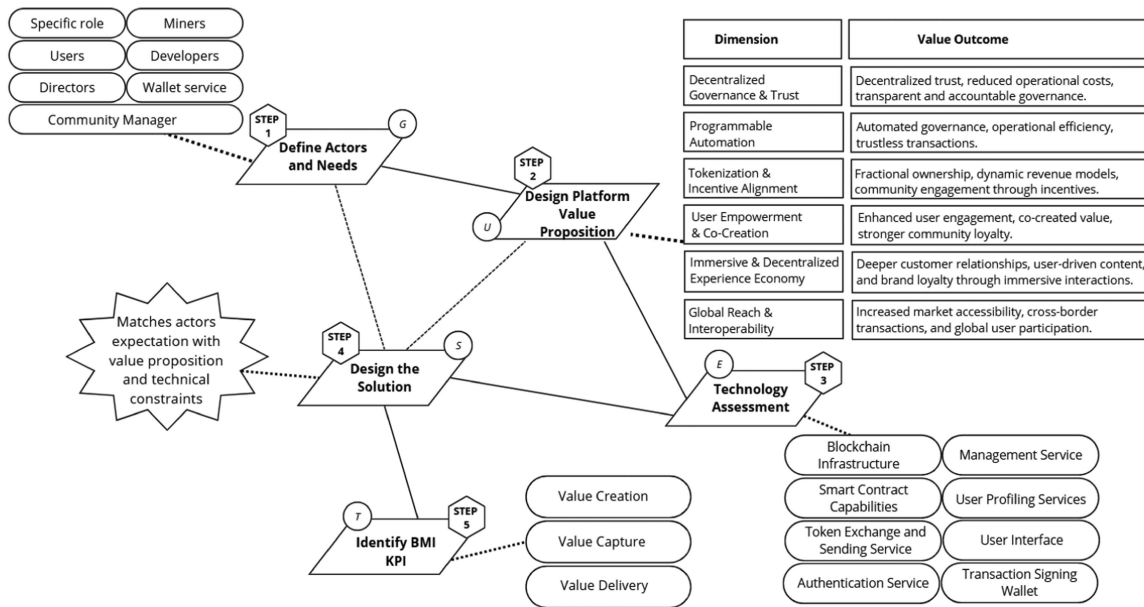 Specific role
Miners
Users
Developers
Directors
Wallet service
Community Manager
STEP
1
G
Define Actors
and Needs
STEP
2
U
Design Platform
Value
Proposition
Dimension
Value Outcome
Decentralized
Governance & Trust
Decentralized trust, reduced operational costs,
transparent and accountable governance.
Programmable
Automation
Automated governance, operational efficiency,
trustless transactions.
Tokenization &
Incentive Alignment
Fractional ownership, dynamic revenue models,
community engagement through incentives.
User Empowerment
& Co-Creation
Enhanced user engagement, co-created value,
stronger community loyalty.
Immersive & Decentralized
Experience Economy
Deeper customer relationships, user-driven content,
and brand loyalty through immersive interactions.
Global Reach &
Interoperability
Increased market accessibility, cross-border
transactions, and global user participation.
E
STEP
3
Technology
Assessment
Blockchain
Infrastructure
Management Service
Smart Contract
Capabilities
User Profiling Services
Token Exchange and
Sending Service
User Interface
Authentication Service
Transaction Signing
Wallet
Matches actors
expectation with
value proposition
and technical
constraints
STEP
4
S
Design the
Solution
T
STEP
5
Identify BMI
KPI
Value Creation
Value Capture
Value Delivery